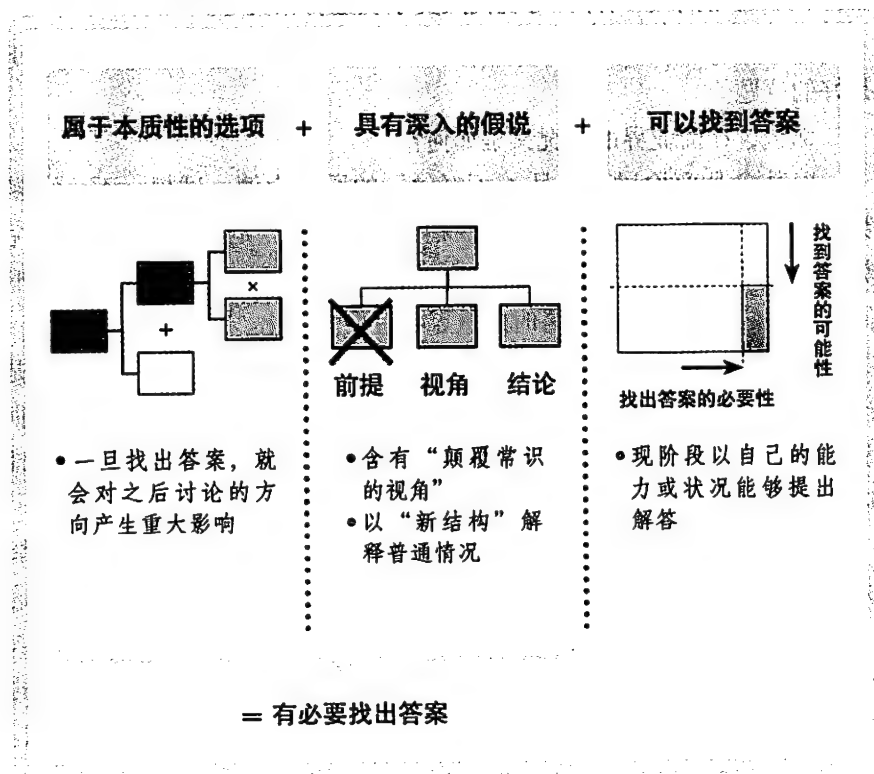 属于本质性的选项 + 具有深入的假说 + 可以找到答案
+
×
前提 视角 结论
找到答案的可能性
找出答案的必要性
•一旦找出答案，就
会对之后讨论的方
向产生重大影响
•含有“颠覆常识
的视角”
•以“新结构”解
释普通情况
•现阶段以自己的能
力或状况能够提出
解答
= 有必要找出答案